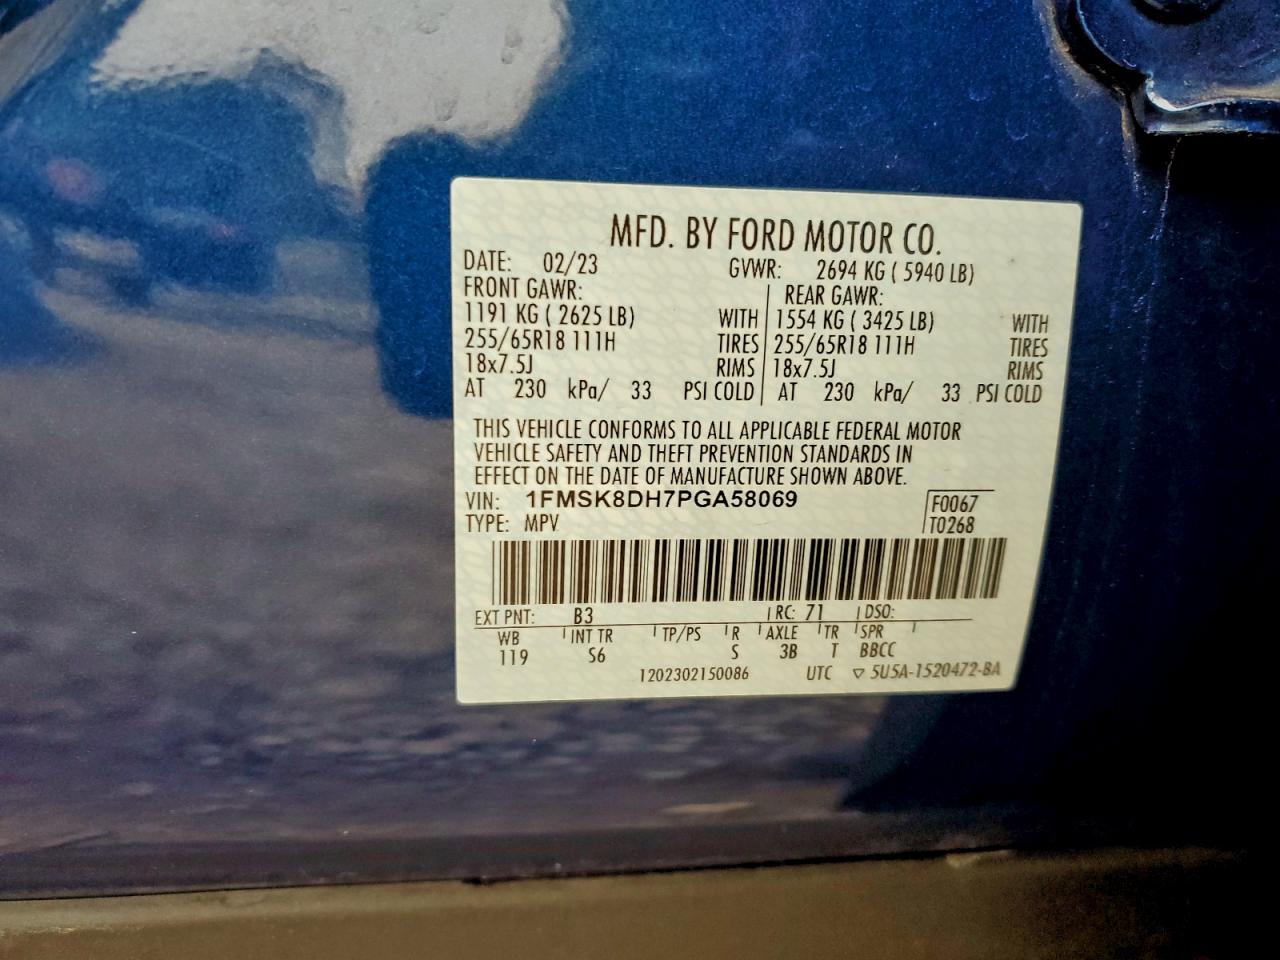 MFD. BY FORD MOTOR CO.
DATE: 02/23 GVWR: 2694 KG ( 5940 LB)
FRONT GAWR: REAR GAWR:
1191 KG ( 2625 LB) WITH 1554 KG ( 3425 LB) WITH
255/65R18 111H TIRES 255/65R18 111H TIRES
18x7.5J RIMS 18x7.5J RIMS
AT 230 kPa/ 33 PSI COLD AT 230 kPa/ 33 PSI COLD
THIS VEHICLE CONFORMS TO ALL APPLICABLE FEDERAL MOTOR
VEHICLE SAFETY AND THEFT PREVENTION STANDARDS IN
EFFECT ON THE DATE OF MANUFACTURE SHOWN ABOVE.
VIN: 1FMSK8DH7PGA58069 F0067
TYPE: MPV T0268
EXT PNT: B3 RC: 71 DSO:
WB INT TR TP/PS R AXLE TR SPR
119 S6 S 3B T BBCC
1202302150086 UTC ▽ 5U5A-1520472-BA